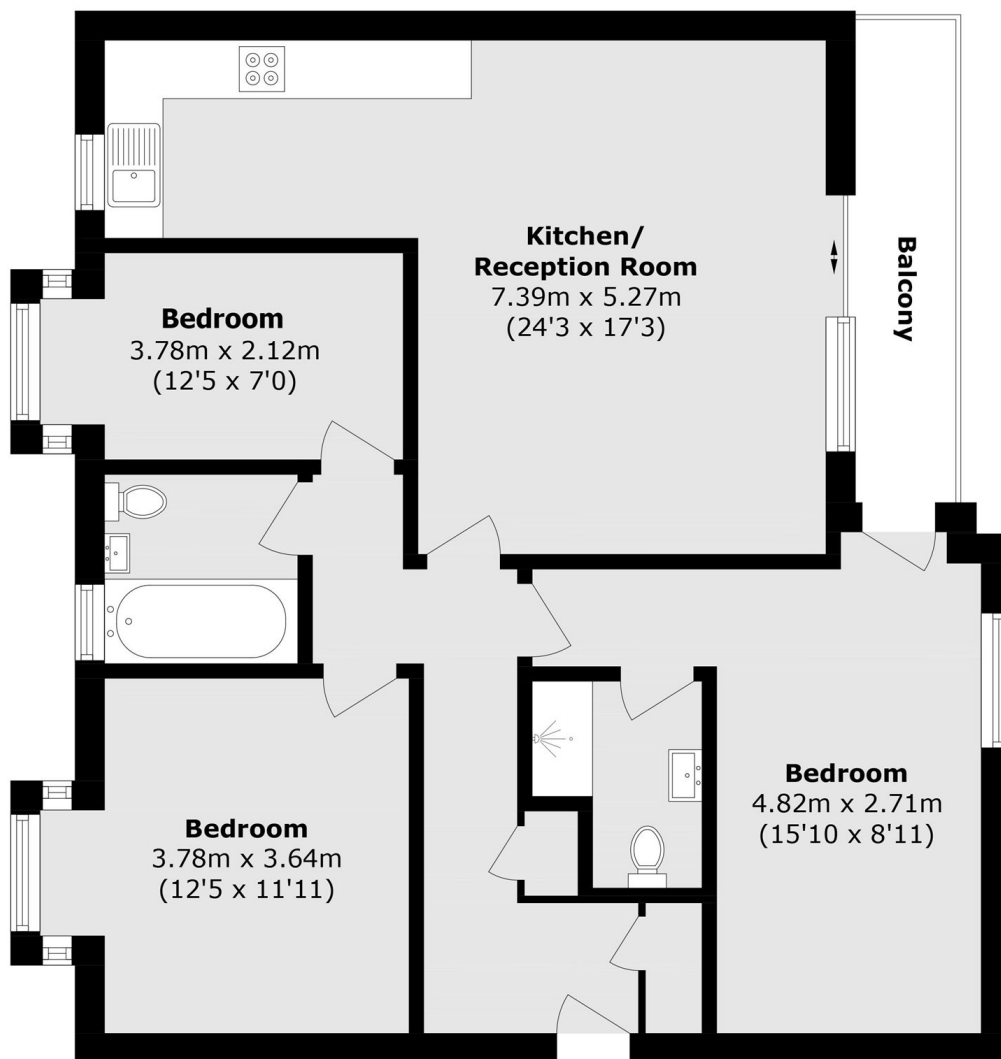 Kitchen/
Reception Room
7.39m x 5.27m
(24'3 x 17'3)
Balcony
Bedroom
3.78m x 2.12m
(12'5 x 7'0)
Bedroom
4.82m x 2.71m
(15'10 x 8'11)
Bedroom
3.78m x 3.64m
(12'5 x 11'11)